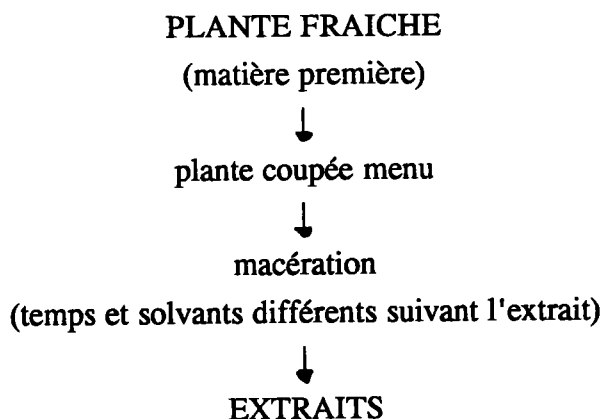 PLANTE FRAICHE
(matière première)
↓
plante coupée menu
↓
macération
(temps et solvants différents suivant l'extrait)
↓
EXTRAITS